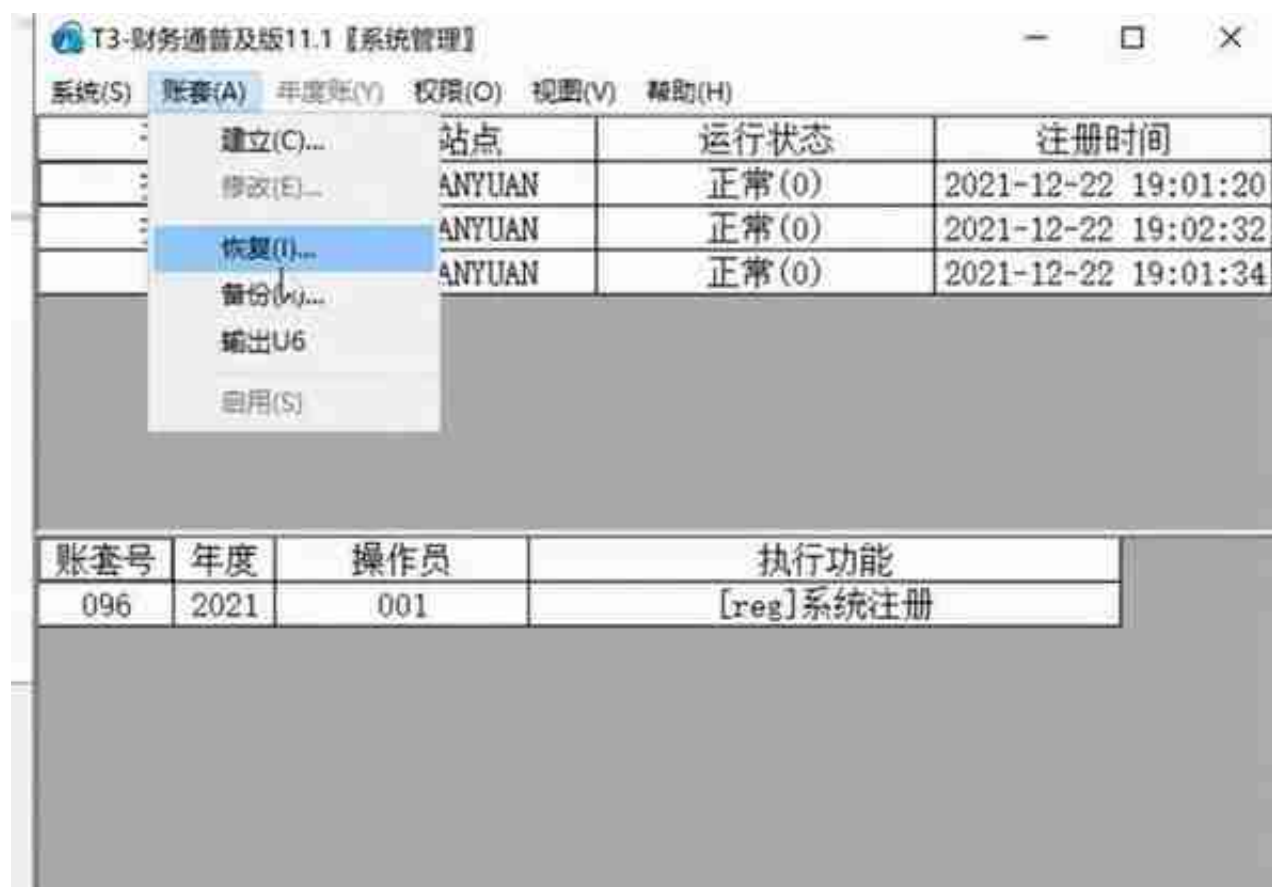 T3-财务通普及版11.1〖系统管理〗
系统(S) 账套(A) 年度账(Y) 权限(O) 视图(V) 帮助(H)
站点 运行状态 注册时间
ANYUAN 正常(0) 2021-12-22 19:01:20
ANYUAN 正常(0) 2021-12-22 19:02:32
ANYUAN 正常(0) 2021-12-22 19:01:34
建立(C)...
修改(E)...
恢复(I)...
备份
输出U6
启用(S)
账套号 年度 操作员 执行功能
096 2021 001 [reg]系统注册